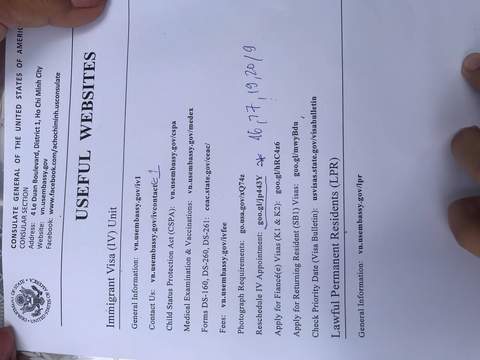 CONSULATE GENERAL OF THE UNITED STATES OF AMERICA
CONSULAR SECTION
Address: 4 Le Duan Boulevard, District 1, Ho Chi Minh City
Website: vn.usembassy.gov
Facebook: www.facebook.com/uschochiminh.usconsulate
USEFUL WEBSITES
Immigrant Visa (IV) Unit
General Information: vn.usembassy.gov/iv1
Contact Us: vn.usembassy.gov/ivcontact1
Child Status Protection Act (CSPA): vn.usembassy.gov/cspa
Medical Examination & Vaccinations: vn.usembassy.gov/medex
Forms DS-160, DS-260, DS-261: ceac.state.gov/ceac/
Fees: vn.usembassy.gov/ivfee
Photograph Requirements: go.usa.gov/xQ74z
Reschedule IV Appointment: goo.gl/jp443Y * 16, 17, 19, 20/9
Apply for Fiancé(e) Visas (K1 & K2): goo.gl/hRC4z6
Apply for Returning Resident (SB1) Visas: goo.gl/mwyBdu
Check Priority Date (Visa Bulletin): usvisas.state.gov/visabulletin
Lawful Permanent Residents (LPR)
General Information: vn.usembassy.gov/lpr